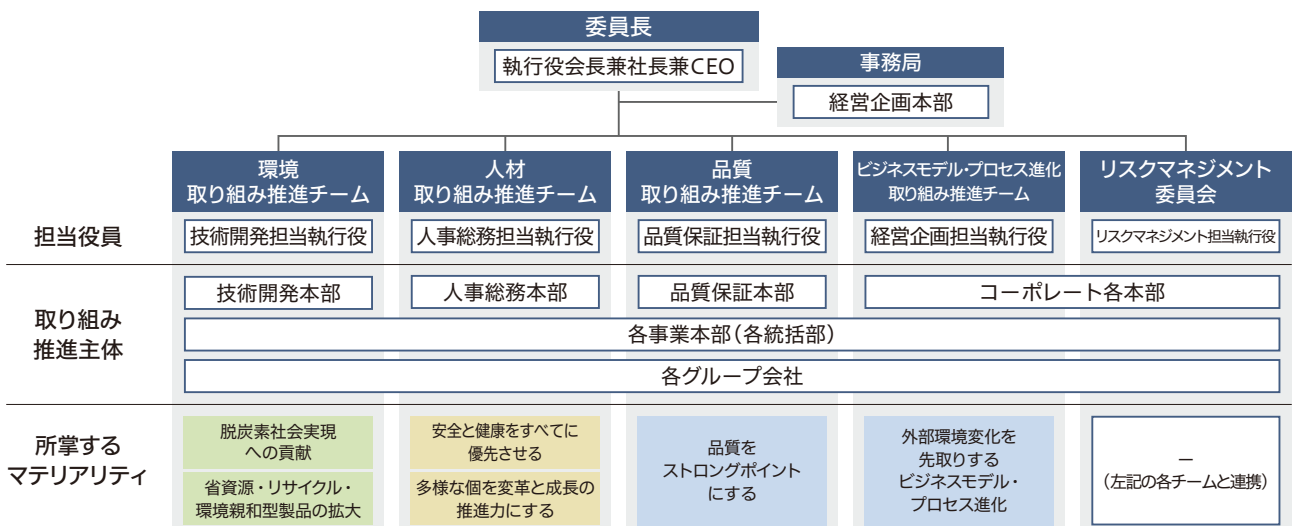 委員長
執行役会長兼社長兼CEO
事務局
経営企画本部
環境
取り組み推進チーム
人材
取り組み推進チーム
品質
取り組み推進チーム
ビジネスモデル・プロセス進化
取り組み推進チーム
リスクマネジメント
委員会
担当役員
技術開発担当執行役
人事総務担当執行役
品質保証担当執行役
経営企画担当執行役
リスクマネジメント担当執行役
取り組み
推進主体
技術開発本部
人事総務本部
品質保証本部
コーポレート各本部
各事業本部(各統括部)
各グループ会社
所掌する
マテリアリティ
脱炭素社会実現
への貢献
省資源・リサイクル・
環境親和型製品の拡大
安全と健康をすべてに
優先させる
多様な個を変革と成長の
推進力にする
品質を
ストロングポイント
にする
外部環境変化を
先取りする
ビジネスモデル・
プロセス進化
―
(左記の各チームと連携)